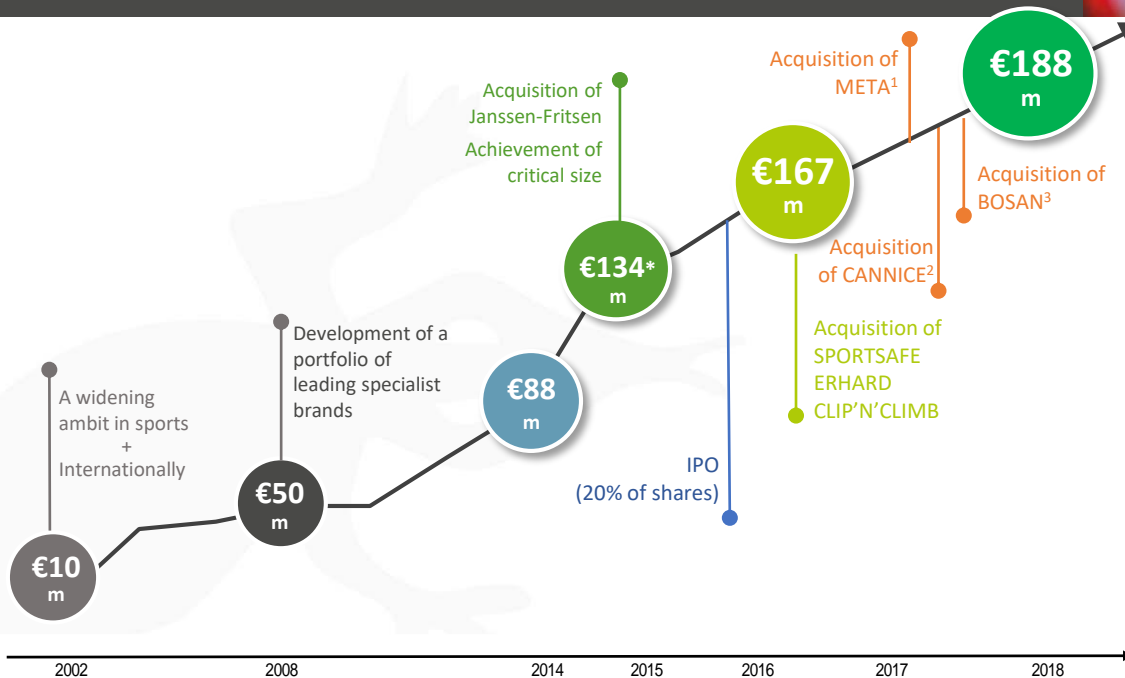 €188
m
Acquisition of
META¹
Acquisition of
Janssen-Fritsen
Achievement of
critical size
€167
m
Acquisition of
BOSAN³
Acquisition
of CANNICE²
€134*
m
Development of a
portfolio of
leading specialist
brands
Acquisition of
SPORTSAFE
ERHARD
CLIP’N’CLIMB
A widening
ambit in sports
+
Internationally
€88
m
IPO
(20% of shares)
€50
m
€10
m
2002 2008 2014 2015 2016 2017 2018